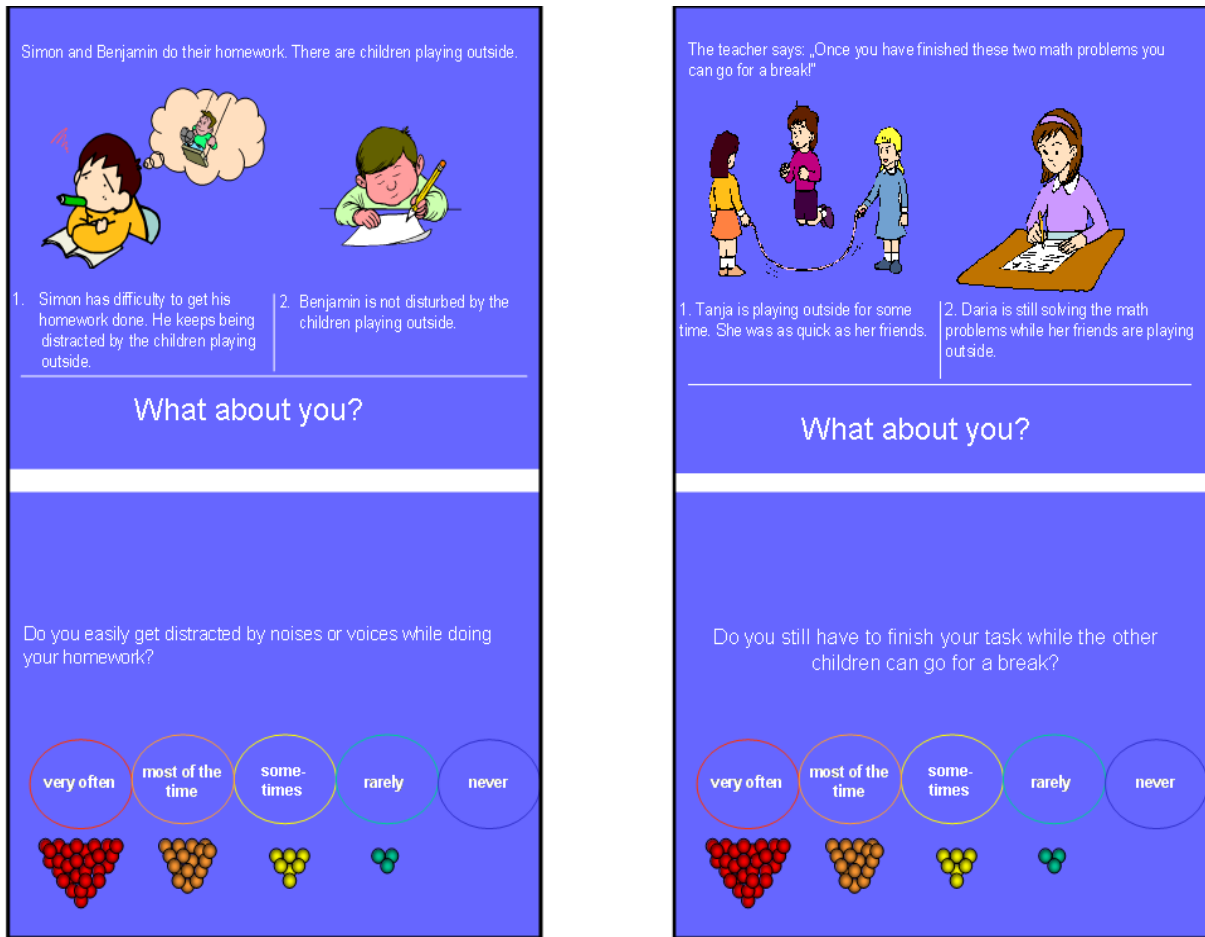 Simon and Benjamin do their homework. There are children playing outside.
1. Simon has difficulty to get his
homework done. He keeps being
distracted by the children playing
outside.
2. Benjamin is not disturbed by the
children playing outside.
What about you?
Do you easily get distracted by noises or voices while doing
your homework?
very often
most of the
time
some-
times
rarely
never
The teacher says: „Once you have finished these two math problems you
can go for a break!"
1. Tanja is playing outside for some
time. She was as quick as her friends.
2. Daria is still solving the math
problems while her friends are playing
outside.
What about you?
Do you still have to finish your task while the other
children can go for a break?
very often
most of the
time
some-
times
rarely
never